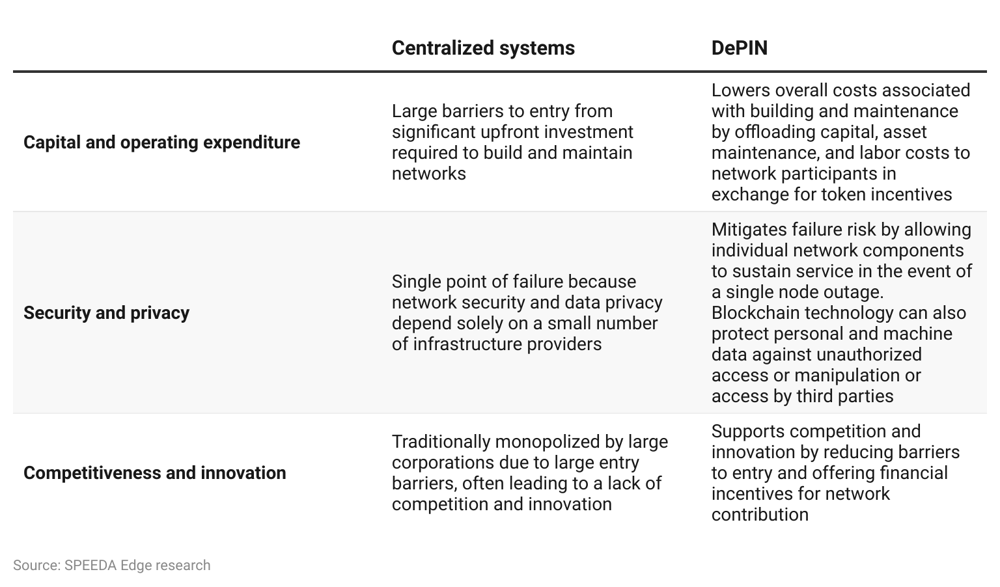 Centralized systems
DePIN
Capital and operating expenditure
Large barriers to entry from
significant upfront investment
required to build and maintain
networks
Lowers overall costs associated
with building and maintenance
by offloading capital, asset
maintenance, and labor costs to
network participants in
exchange for token incentives
Security and privacy
Single point of failure because
network security and data privacy
depend solely on a small number
of infrastructure providers
Mitigates failure risk by allowing
individual network components
to sustain service in the event of
a single node outage.
Blockchain technology can also
protect personal and machine
data against unauthorized
access or manipulation or
access by third parties
Competitiveness and innovation
Traditionally monopolized by large
corporations due to large entry
barriers, often leading to a lack of
competition and innovation
Supports competition and
innovation by reducing barriers
to entry and offering financial
incentives for network
contribution
Source: SPEEDA Edge research